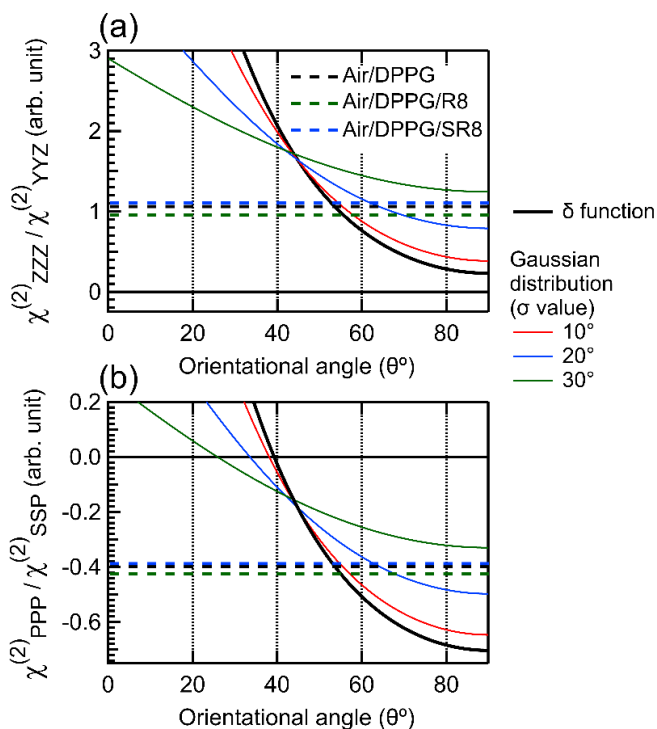 (a)
χ(2)ZZZ / χ(2)YYZ (arb. unit)
3
2
1
0
Air/DPPG
Air/DPPG/R8
Air/DPPG/SR8
0 20 40 60 80
Orientational angle (θº)
δ function
Gaussian
distribution
(σ value)
10°
20°
30°
(b)
χ(2)PPP / χ(2)SSP (arb. unit)
0.2
0.0
-0.2
-0.4
-0.6
0 20 40 60 80
Orientational angle (θº)